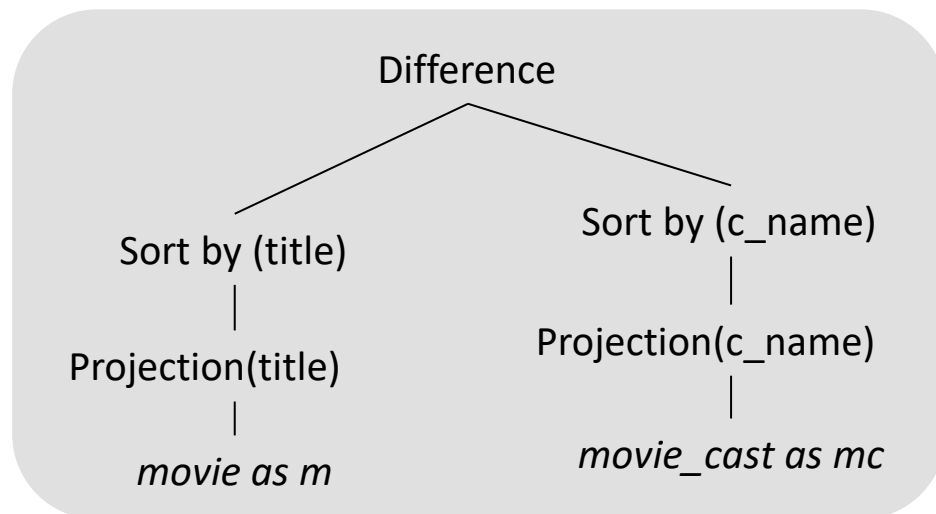 Difference
Sort by (title)
Sort by (c_name)
Projection(title)
Projection(c_name)
movie as m
movie_cast as mc